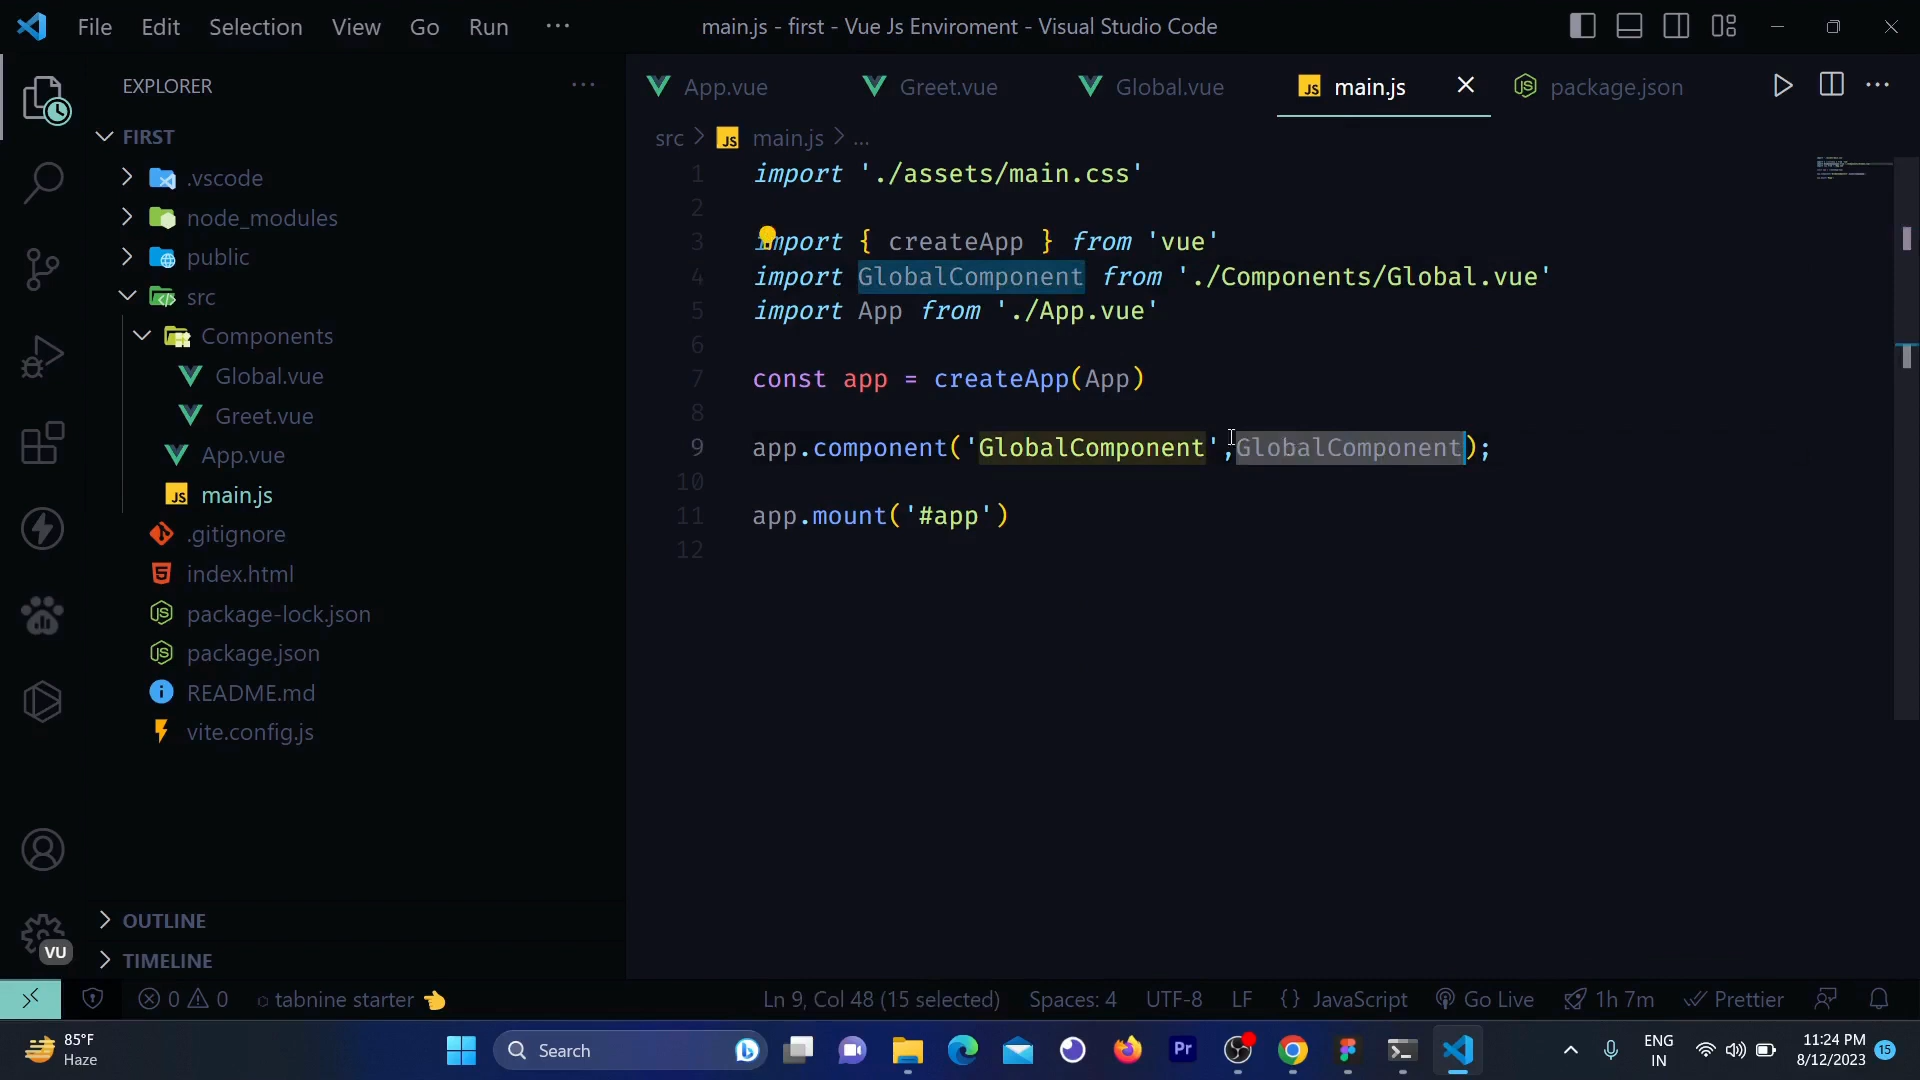 File Edit Selection View Go Run ···
main.js - first - Vue Js Enviroment - Visual Studio Code
EXPLORER
FIRST
.vscode
node_modules
public
src
Components
Global.vue
Greet.vue
App.vue
JS main.js
.gitignore
index.html
package-lock.json
package.json
README.md
vite.config.js
OUTLINE
TIMELINE
VU
App.vue Greet.vue Global.vue JS main.js package.json
src > JS main.js > ...
1 import './assets/main.css'
2
3 import { createApp } from 'vue'
4 import GlobalComponent from './Components/Global.vue'
5 import App from './App.vue'
6
7 const app = createApp(App)
8
9 app.component('GlobalComponent',GlobalComponent);
10
11 app.mount('#app')
12
0 0 tabnine starter Ln 9, Col 48 (15 selected) Spaces: 4 UTF-8 LF {} JavaScript Go Live 1h 7m Prettier
85°F
Haze
Search
Pr
ENG
IN
11:24 PM
8/12/2023
15